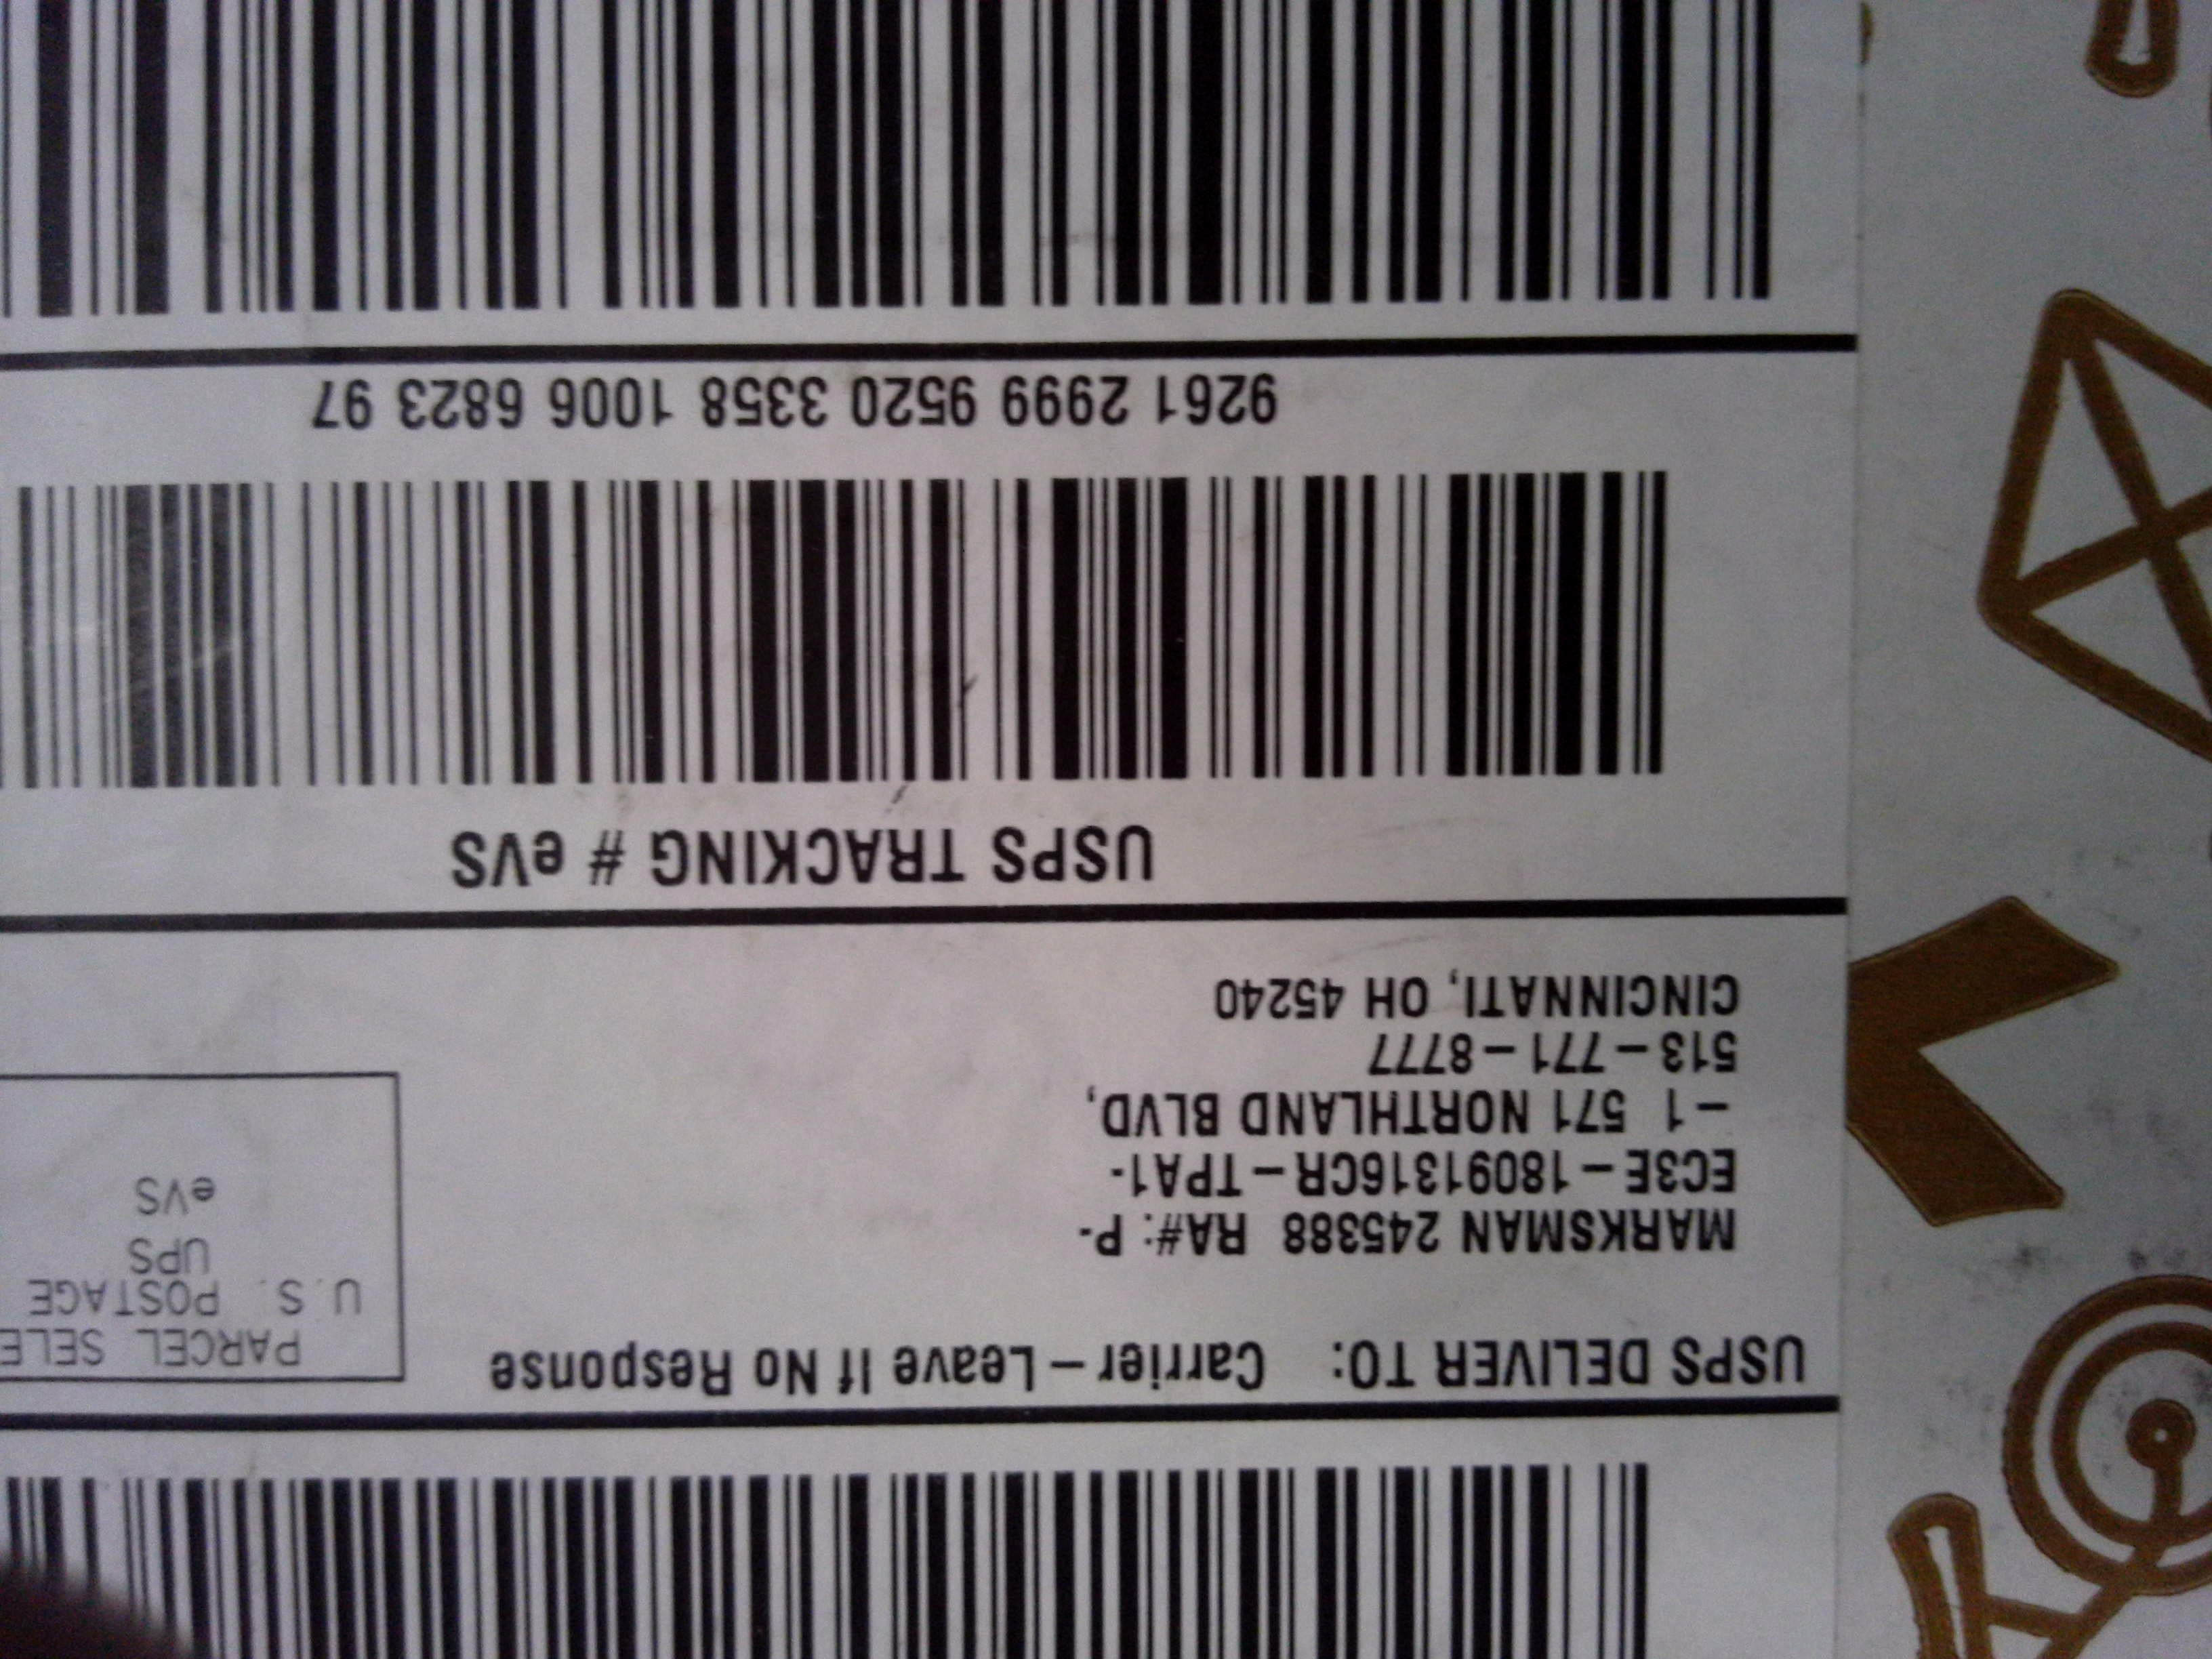 USPS DELIVER TO: Carrier – Leave If No Response
PARCEL SELE
U.S. POSTAGE
UPS
eVS
MARKSMAN 245388 RA#: P-
EC3E – 18091316CR – TPA1-
– 1 571 NORTHLAND BLVD,
513 – 771 – 8777
CINCINNATI, OH 45240
USPS TRACKING # eVS
9261 2999 9520 3358 1006 6823 97